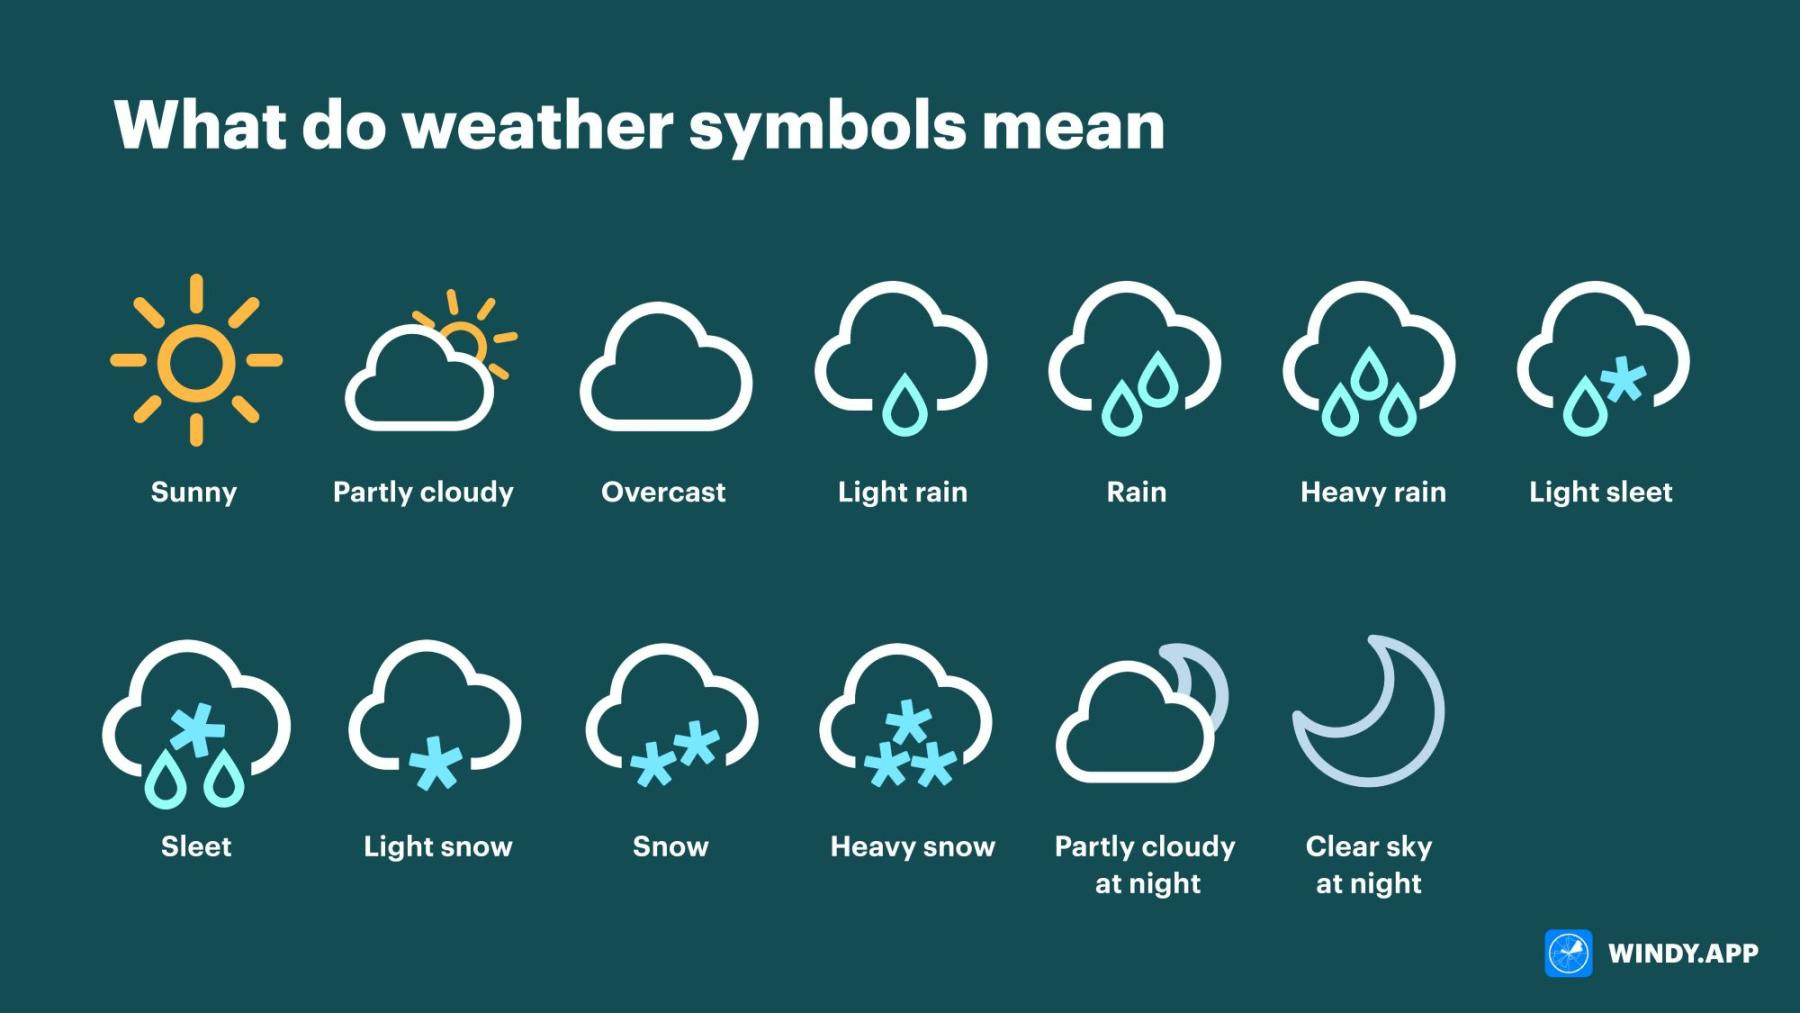 What do weather symbols mean
Sunny
Partly cloudy
Overcast
Light rain
Rain
Heavy rain
Light sleet
Sleet
Light snow
Snow
Heavy snow
Partly cloudy
at night
Clear sky
at night
WINDY.APP